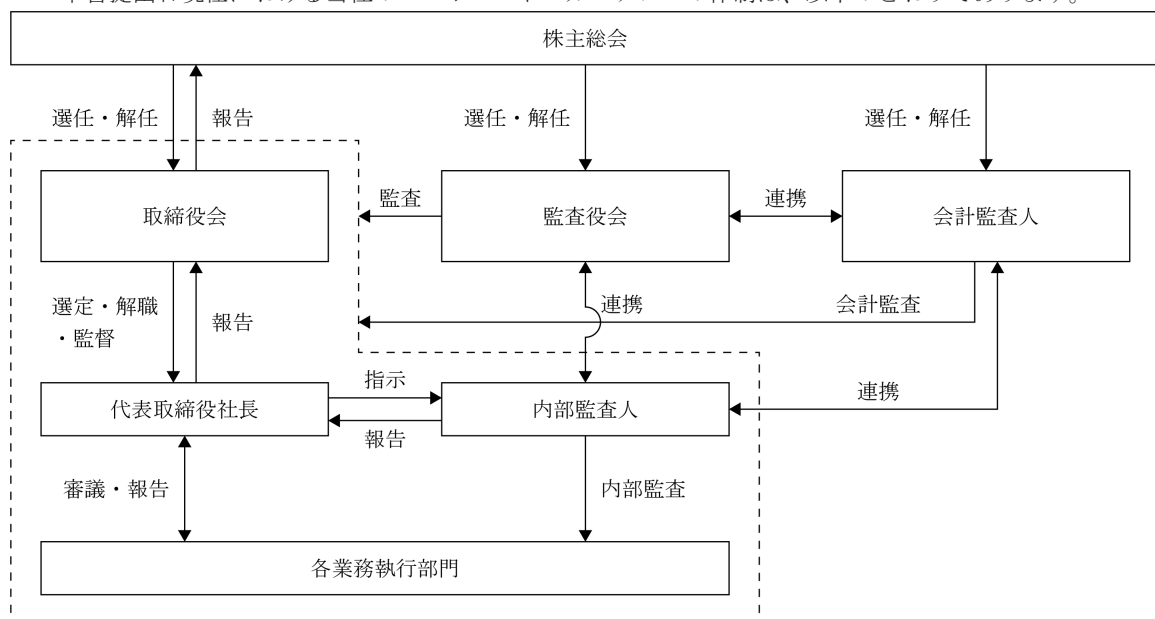 株主総会
選任・解任
報告
選任・解任
選任・解任
取締役会
監査
監査役会
連携
会計監査人
選定・解職
・監督
報告
連携
会計監査
代表取締役社長
指示
報告
内部監査人
連携
審議・報告
内部監査
各業務執行部門